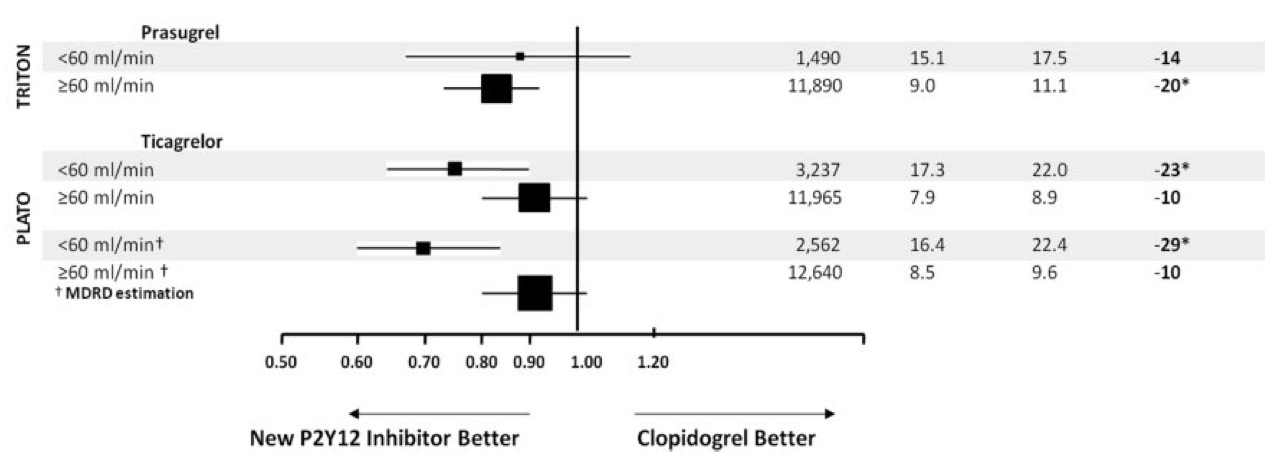 Prasugrel
TRITON
<60 ml/min 1,490 15.1 17.5 -14
≥60 ml/min 11,890 9.0 11.1 -20*
Ticagrelor
PLATO
<60 ml/min 3,237 17.3 22.0 -23*
≥60 ml/min 11,965 7.9 8.9 -10
<60 ml/min† 2,562 16.4 22.4 -29*
≥60 ml/min † 12,640 8.5 9.6 -10
† MDRD estimation
0.50 0.60 0.70 0.80 0.90 1.00 1.20
New P2Y12 Inhibitor Better Clopidogrel Better